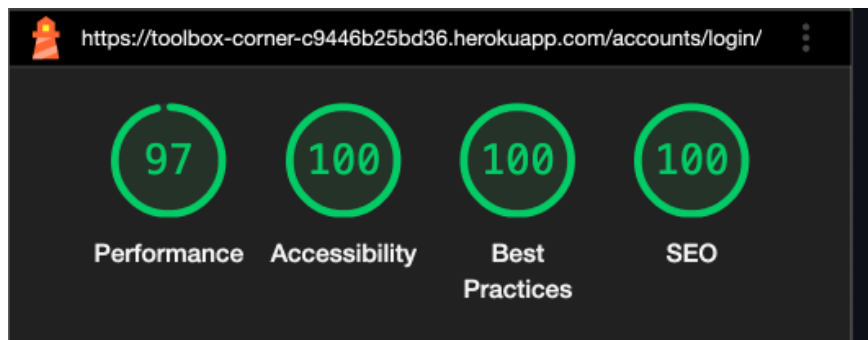 https://toolbox-corner-c9446b25bd36.herokuapp.com/accounts/login/
97 100 100 100
Performance Accessibility Best Practices SEO